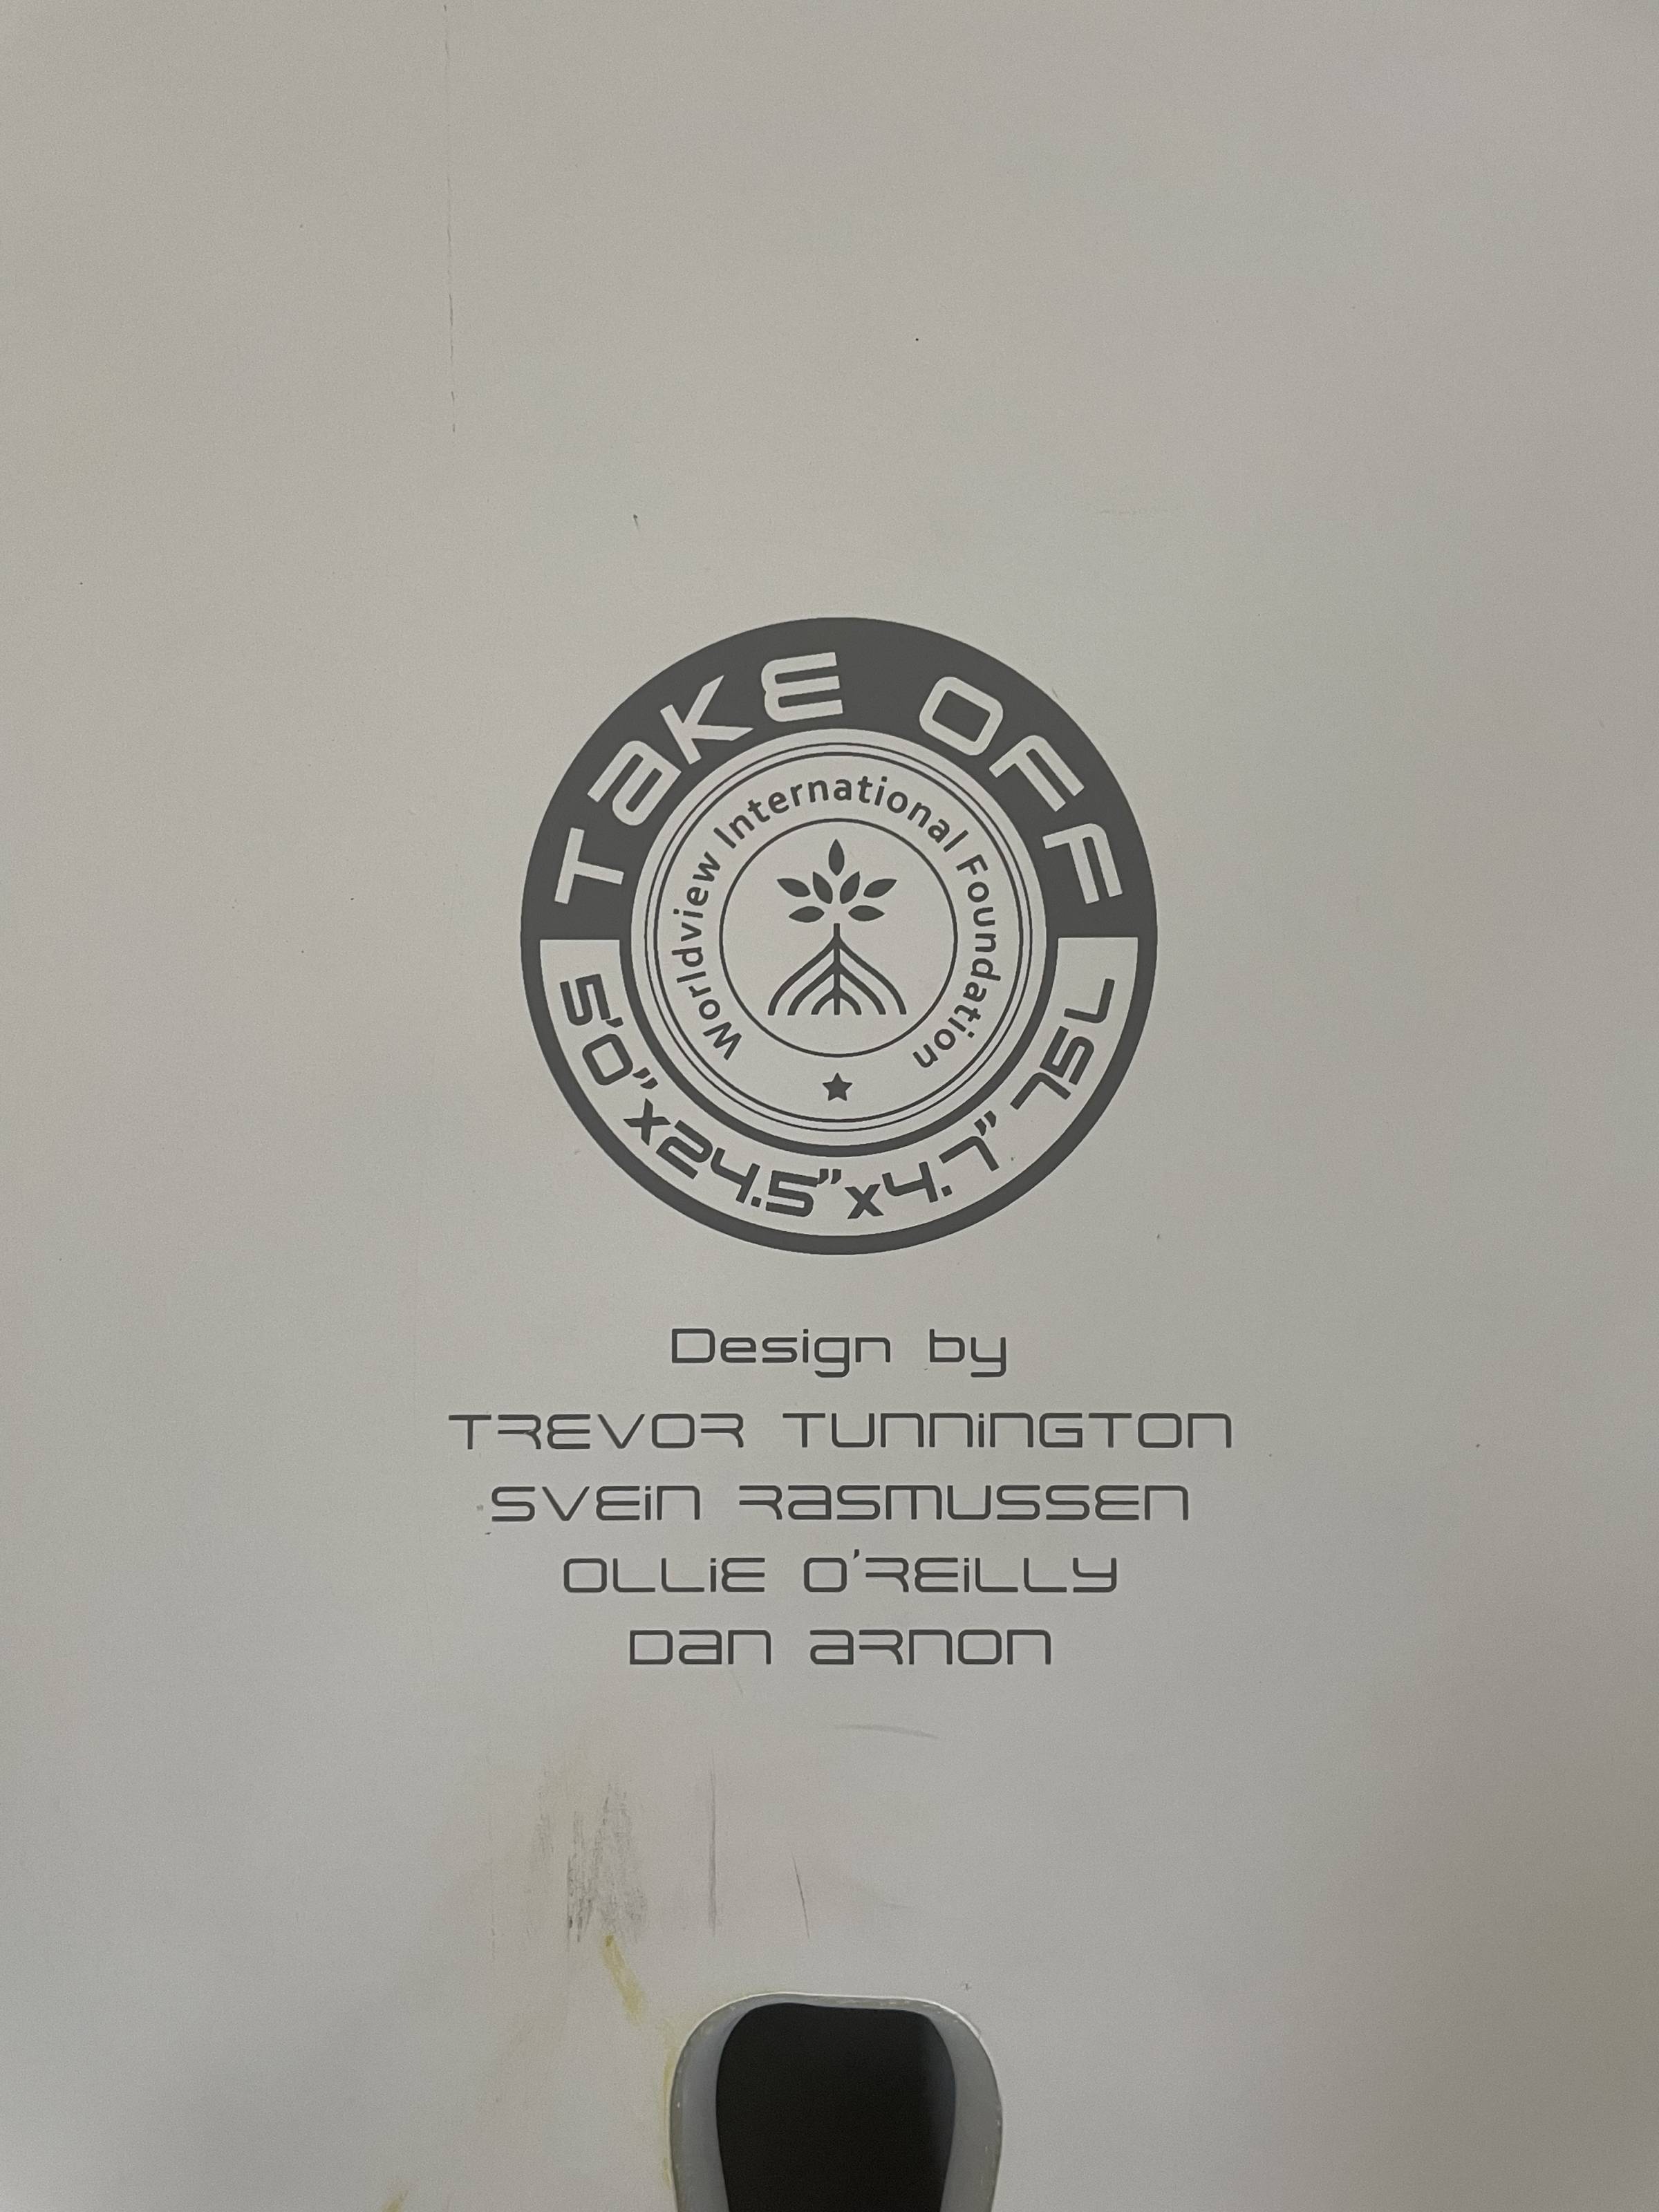 TaKE OFF
Worldview International Foundation
5'0"x24.5"x4.7" 75L
Design by
TREVOR TUNNiNGTON
SVEiN RaSMUSSEN
OLLiE O'REiLLY
DaN aRNON